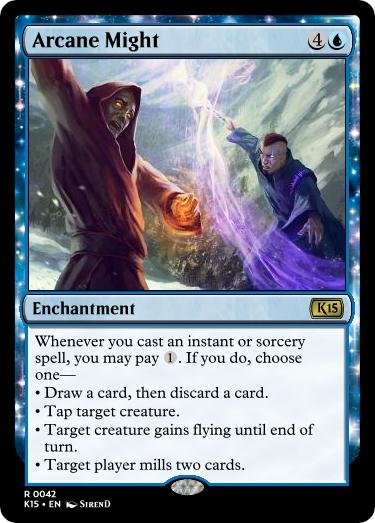 Arcane Might 4
Enchantment K15
Whenever you cast an instant or sorcery
spell, you may pay 1. If you do, choose
one—
• Draw a card, then discard a card.
• Tap target creature.
• Target creature gains flying until end of
turn.
• Target player mills two cards.
R 0042
K15 • EN SirenD